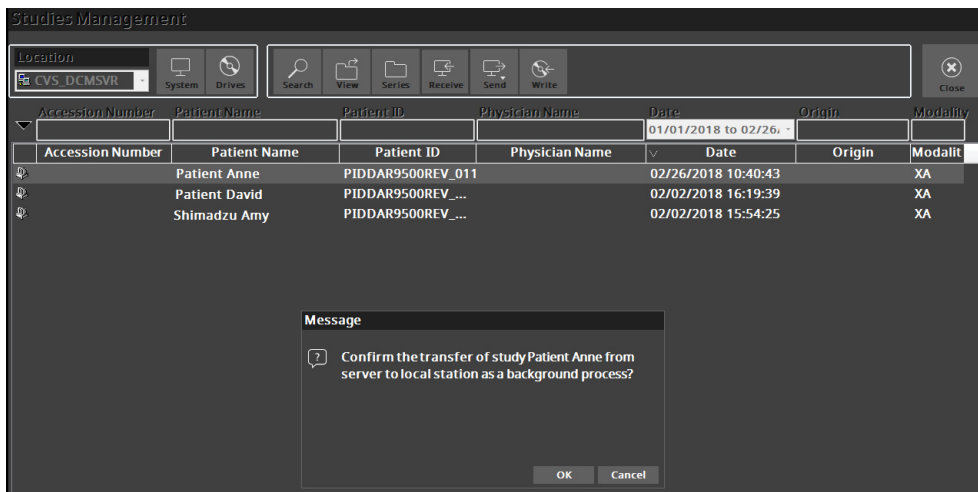 Studies Management
Location
CVS_DCMSVR
System Drives Search View Series Receive Send Write Close
Accession Number Patient Name Patient ID Physician Name Date Origin Modality
01/01/2018 to 02/26/
Accession Number Patient Name Patient ID Physician Name Date Origin Modalit
Patient Anne PIDDAR9500REV_011 02/26/2018 10:40:43 XA
Patient David PIDDAR9500REV_... 02/02/2018 16:19:39 XA
Shimadzu Amy PIDDAR9500REV_... 02/02/2018 15:54:25 XA
Message
? Confirm the transfer of study Patient Anne from
server to local station as a background process?
OK Cancel